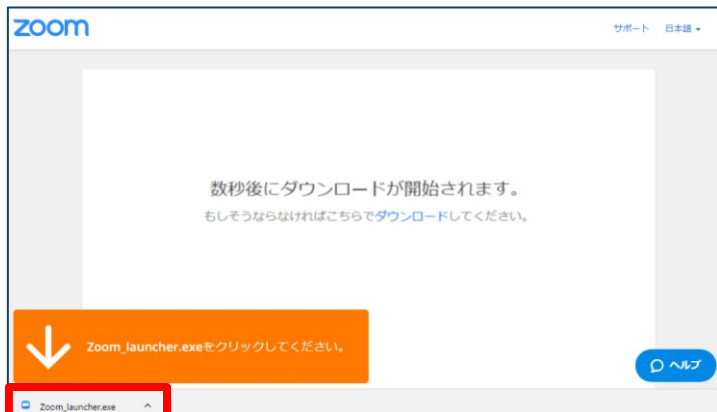 zoom
サポート 日本語
数秒後にダウンロードが開始されます。
もしそうならなければこちらでダウンロードしてください。
Zoom_launcher.exeをクリックしてください。
ヘルプ
Zoom_launcher.exe